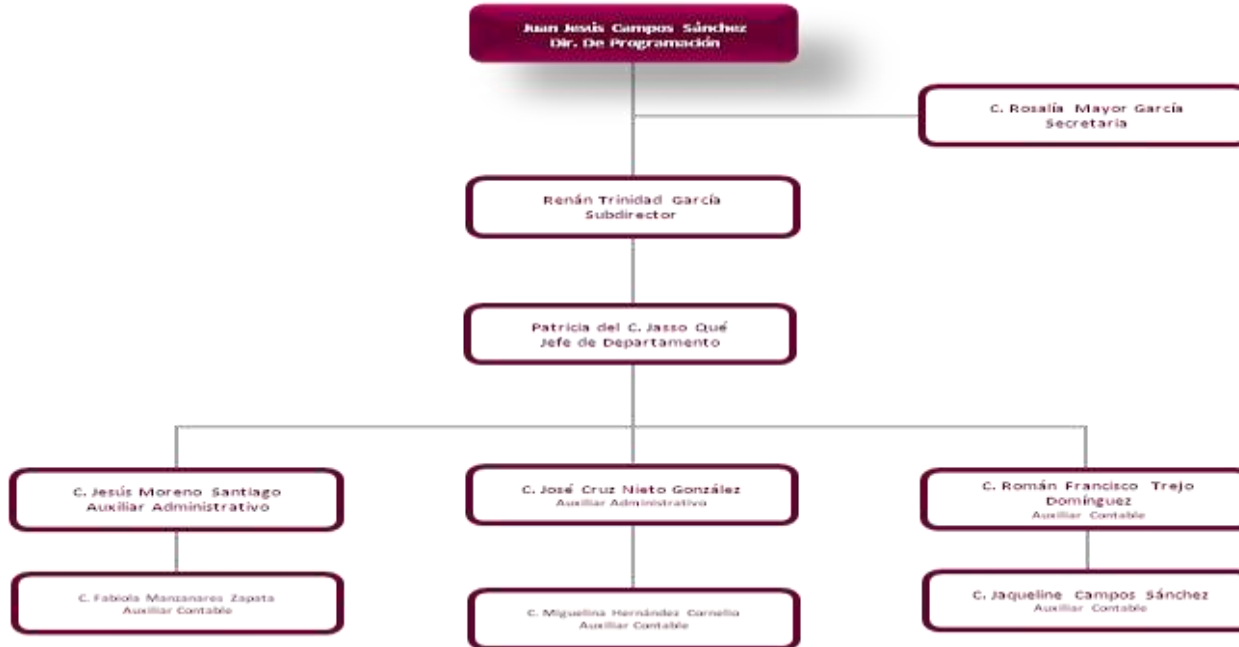 Juan Jesús Campos Sánchez
Dir. De Programación
C. Rosalía Mayor García
Secretaria
Renán Trinidad García
Subdirector
Patricia del C. Jasso Qué
Jefe de Departamento
C. Jesús Moreno Santiago
Auxiliar Administrativo
C. José Cruz Nieto González
Auxiliar Administrativo
C. Román Francisco Trejo
Domínguez
Auxiliar Contable
C. Fabiola Manzanares Zapata
Auxiliar Contable
C. Miguelina Hernández Cornelio
Auxiliar Contable
C. Jaqueline Campos Sánchez
Auxiliar Contable